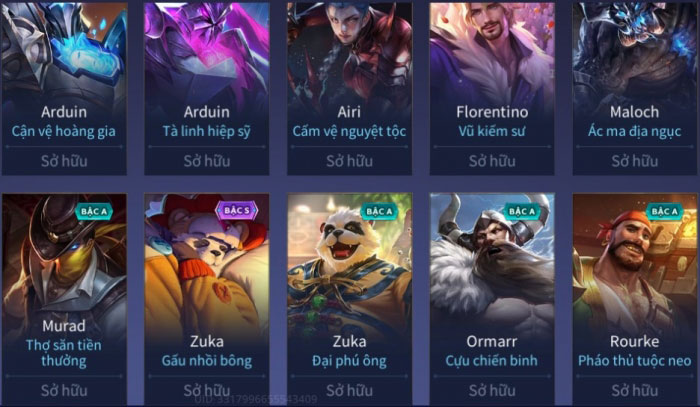 Arduin
Cận vệ hoàng gia
Sở hữu
Arduin
Tà linh hiệp sỹ
Sở hữu
Airi
Cấm vệ nguyệt tộc
Sở hữu
Florentino
Vũ kiếm sư
Sở hữu
Maloch
Ác ma địa ngục
Sở hữu
BẬC A
Murad
Thợ săn tiền
thưởng
Sở hữu
BẬC S
Zuka
Gấu nhồi bông
Sở hữu
BẬC A
Zuka
Đại phú ông
Sở hữu
BẬC A
Ormarr
Cựu chiến binh
Sở hữu
BẬC A
Rourke
Pháo thủ tuộc neo
Sở hữu
UID: 3317996655543409